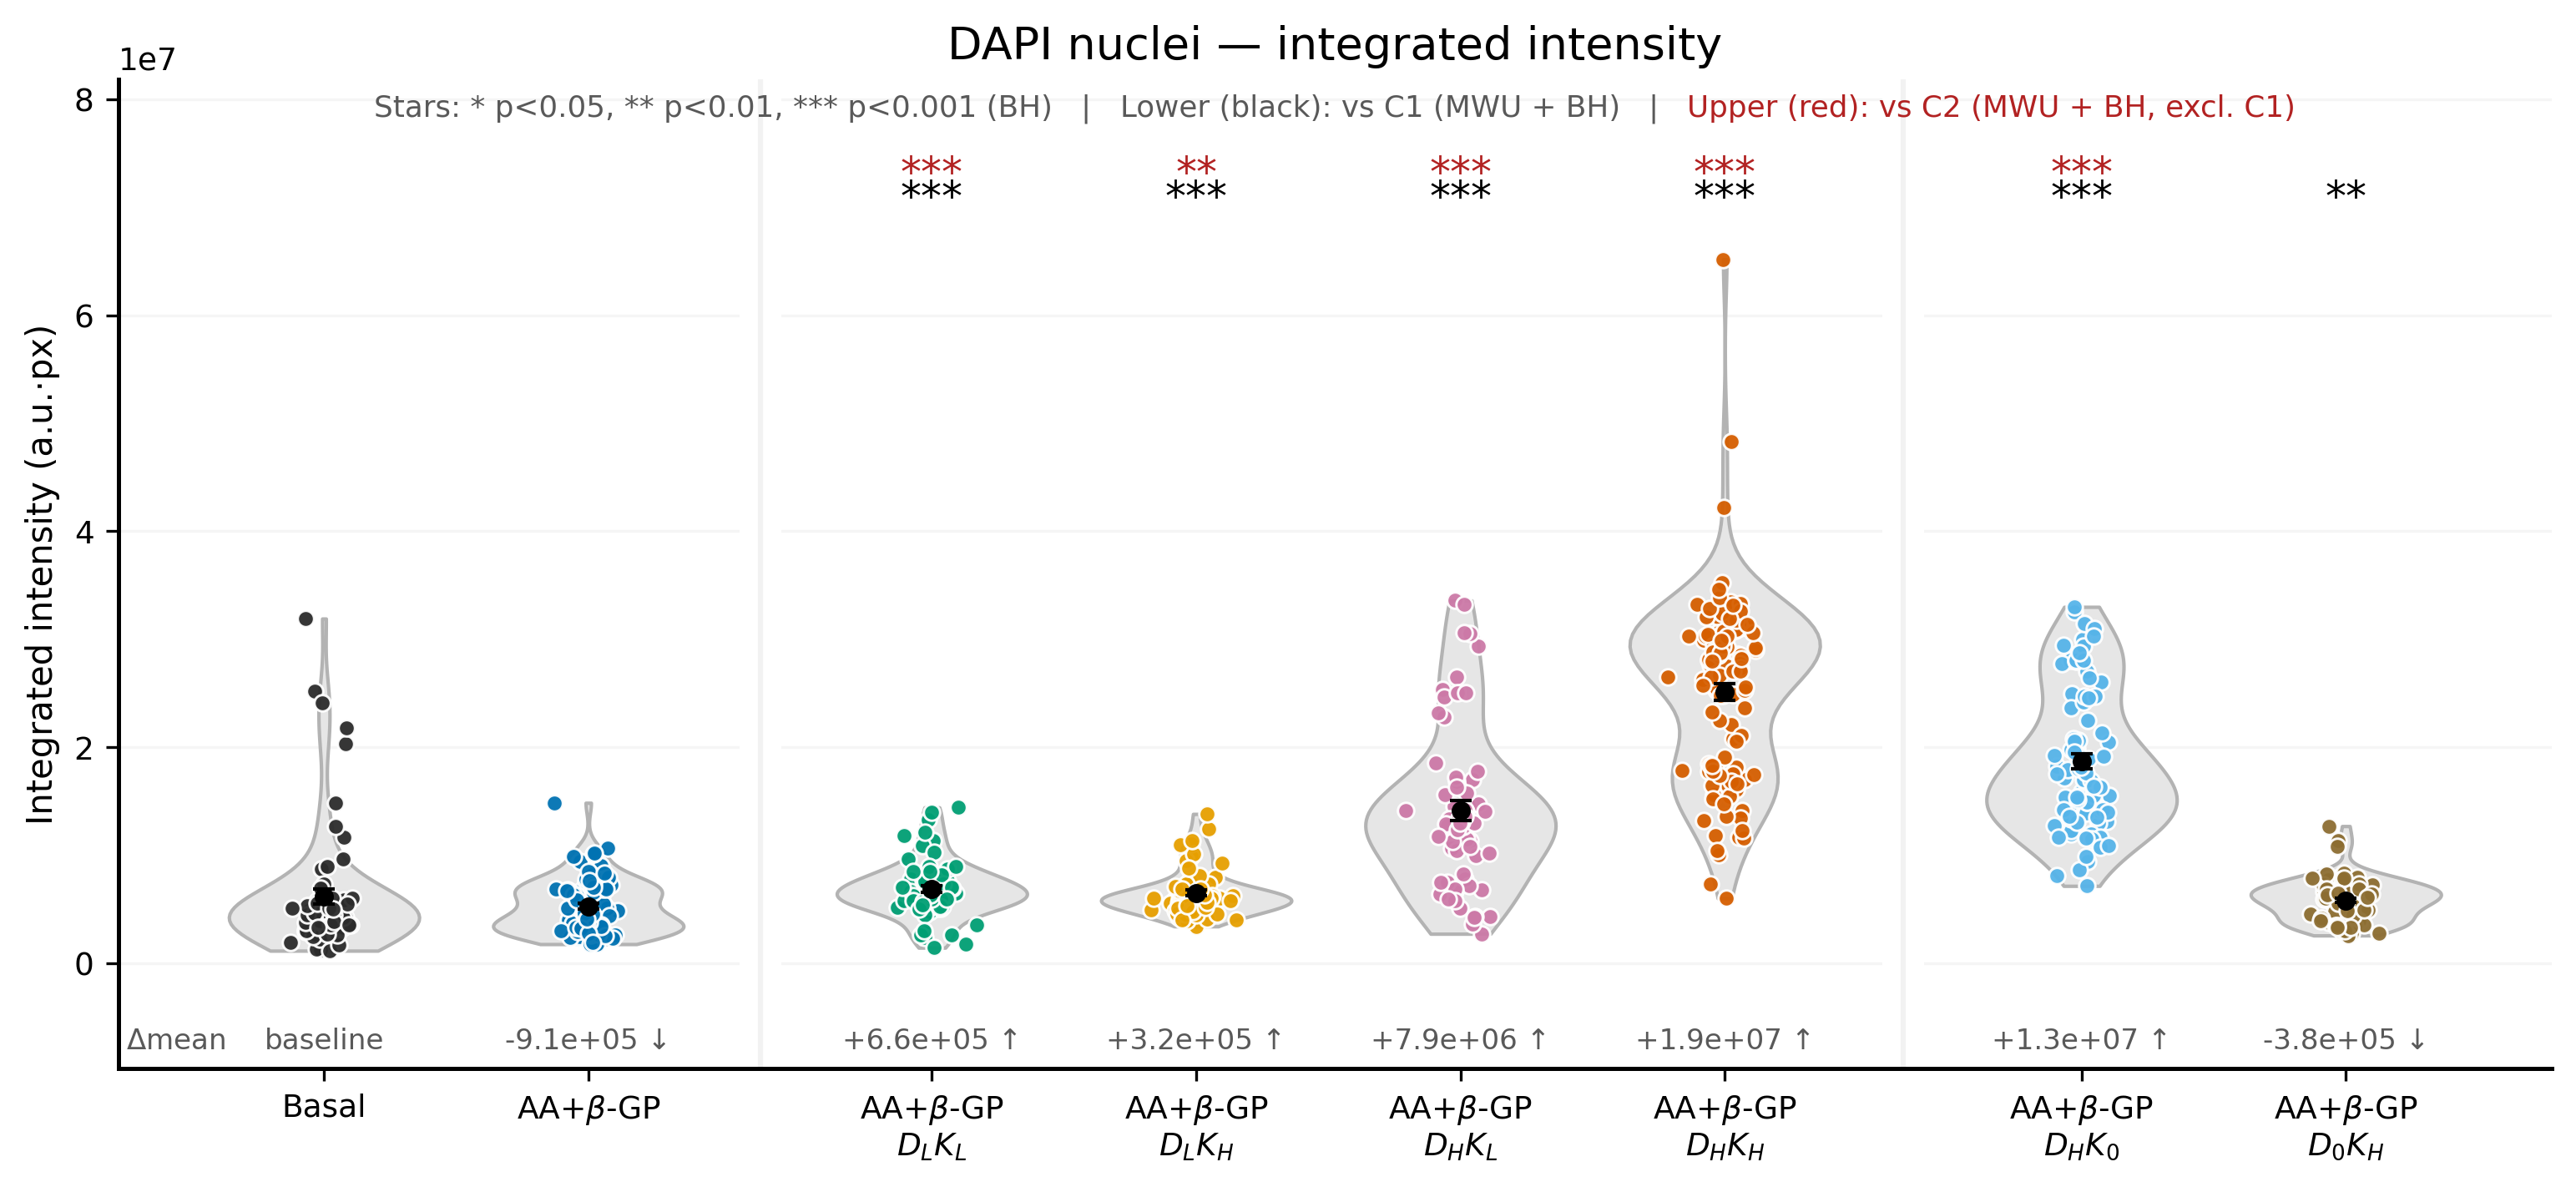 DAPI nuclei — integrated intensity
1e7
Stars: * p<0.05, ** p<0.01, *** p<0.001 (BH) | Lower (black): vs C1 (MWU + BH) | Upper (red): vs C2 (MWU + BH, excl. C1)
*** ** *** *** ***
*** *** *** *** *** **
Integrated intensity (a.u.·px)
8
6
4
2
0
Δmean baseline -9.1e+05 ↓ +6.6e+05 ↑ +3.2e+05 ↑ +7.9e+06 ↑ +1.9e+07 ↑ +1.3e+07 ↑ -3.8e+05 ↓
Basal AA+β-GP AA+β-GP AA+β-GP AA+β-GP AA+β-GP AA+β-GP AA+β-GP
D_LK_L D_LK_H D_HK_L D_HK_H D_HK_0 D_0K_H